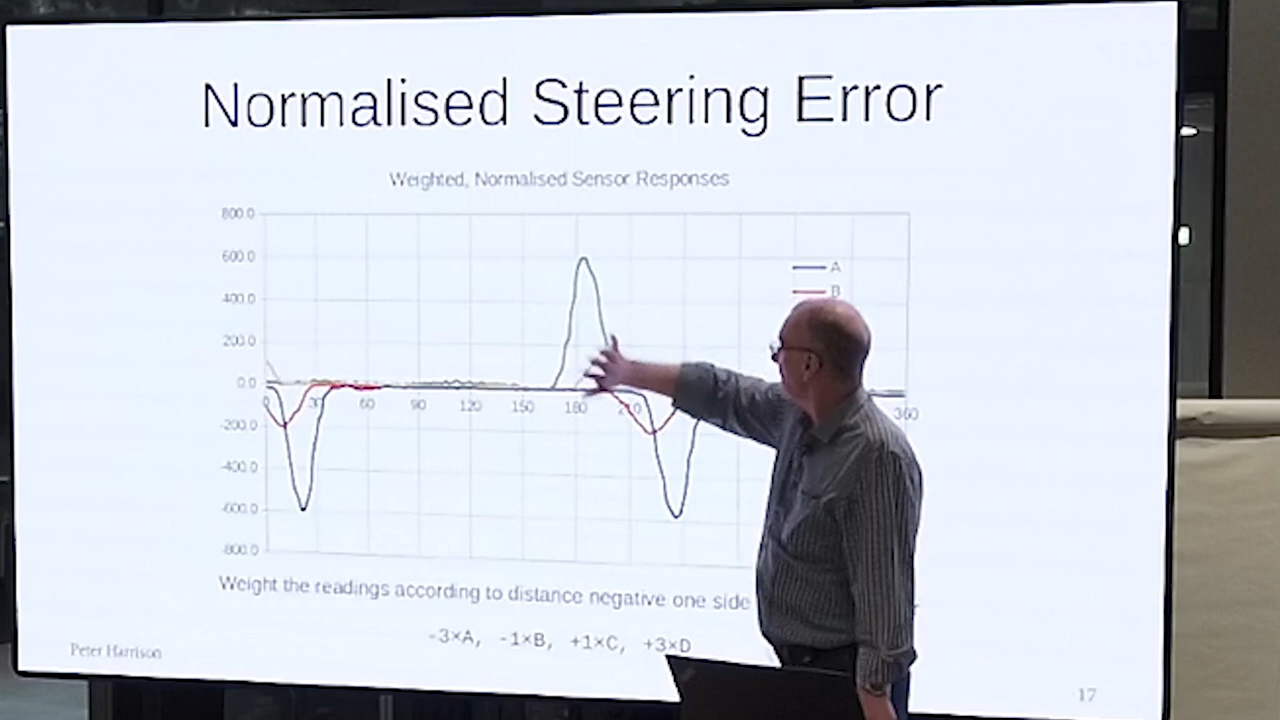 Normalised Steering Error
Weighted, Normalised Sensor Responses
800.0
600.0
400.0
200.0
0.0
-200.0
-400.0
-600.0
-800.0
0 30 60 90 120 150 180 210 360
A
B
Weight the readings according to distance negative one side
-3×A, -1×B, +1×C, +3×D
Peter Harrison
17